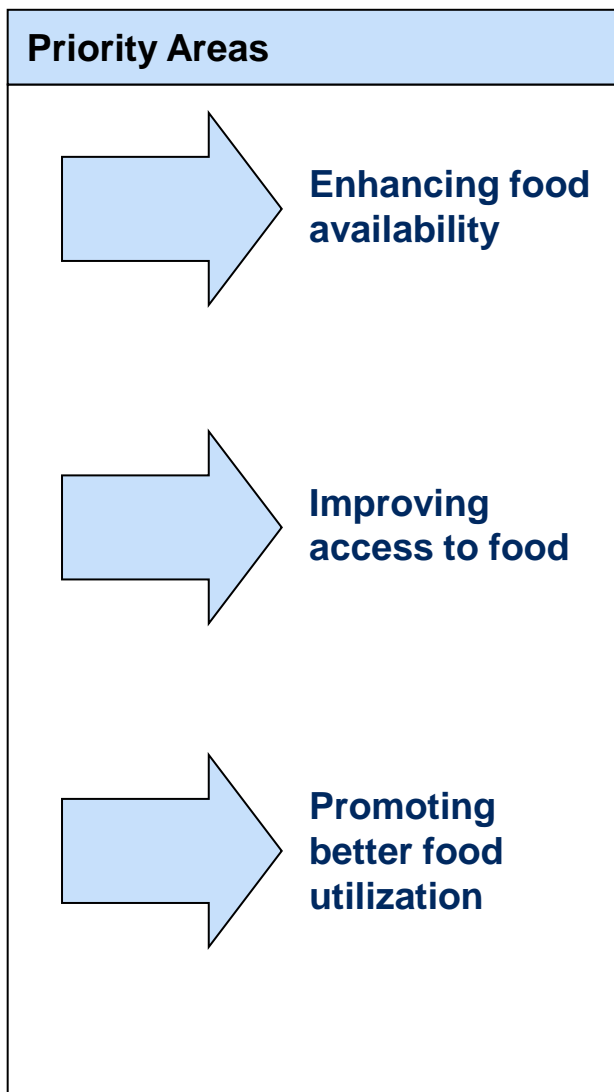 Priority Areas
Enhancing food
availability
Improving
access to food
Promoting
better food
utilization